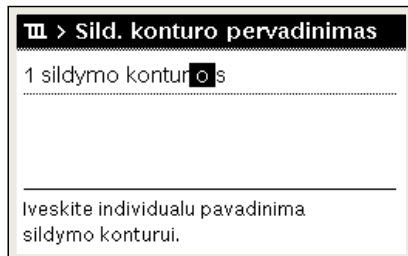 > Sild. konturo pervadinimas
1 sildymo konturos
Iveskite individualu pavadinima
sildymo konturui.